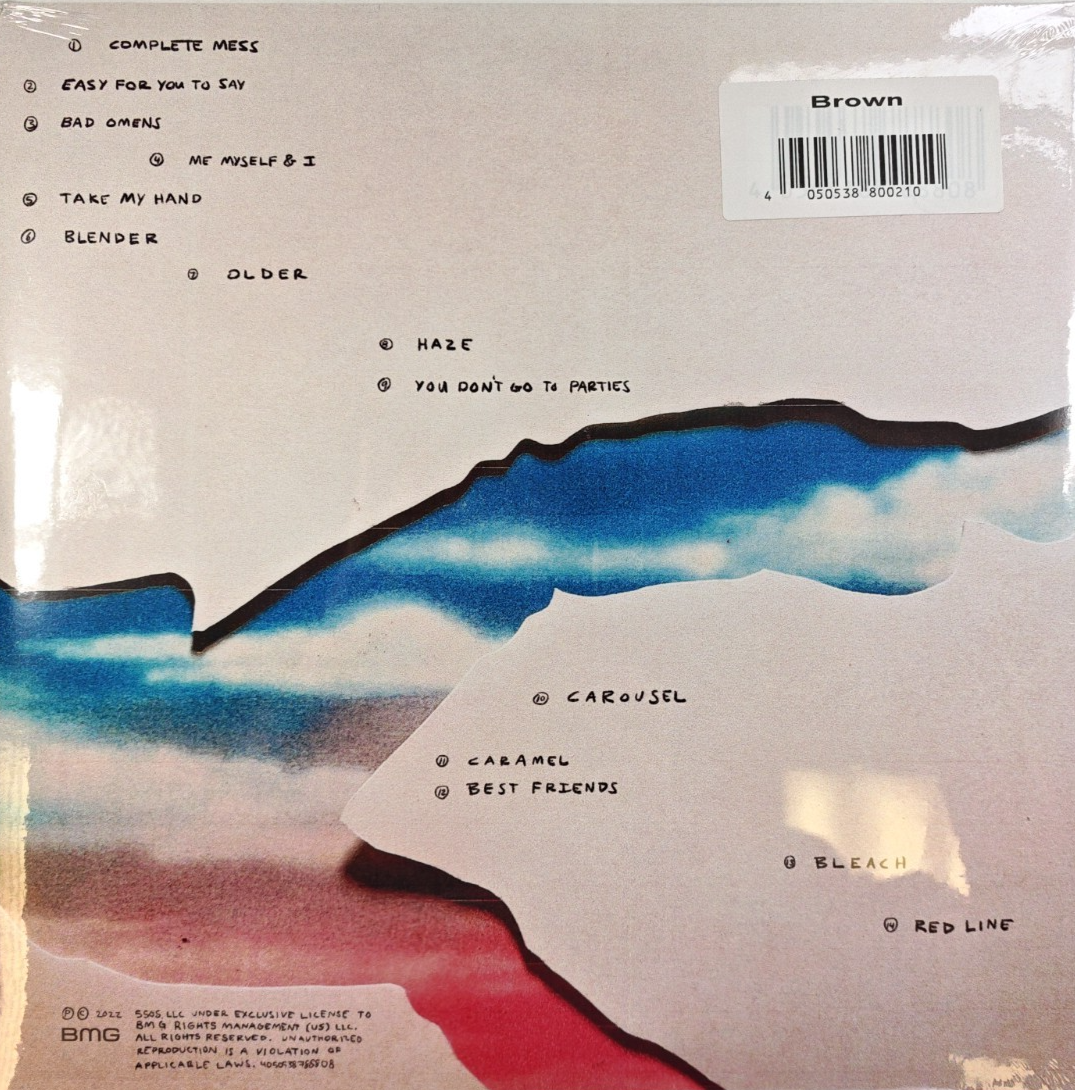 ① COMPLETE MESS
② EASY FOR YOU TO SAY
③ BAD OMENS
④ ME MYSELF & I
⑤ TAKE MY HAND
⑥ BLENDER
⑦ OLDER
⑧ HAZE
⑨ YOU DON'T GO TO PARTIES
⑩ CAROUSEL
⑪ CARAMEL
⑫ BEST FRIENDS
⑬ BLEACH
⑭ RED LINE
Brown
4 050538 800210
℗ © 2022 5SOS LLC UNDER EXCLUSIVE LICENSE TO
BMG
BMG RIGHTS MANAGEMENT (US) LLC.
ALL RIGHTS RESERVED. UNAUTHORIZED
REPRODUCTION IS A VIOLATION OF
APPLICABLE LAWS.